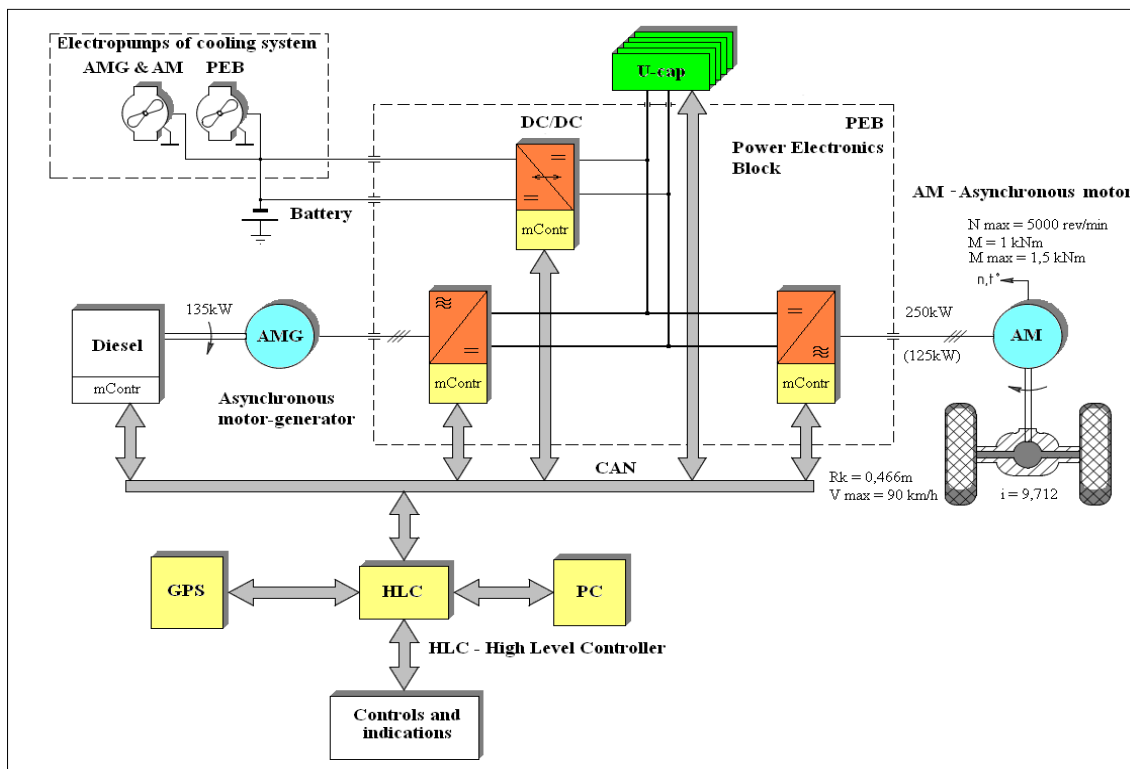 Electropumps of cooling system
AMG & AM
PEB
U-cap
DC/DC
PEB
Power Electronics
Block
mContr
Battery
AM - Asynchronous motor
N max = 5000 rev/min
M = 1 kNm
M max = 1,5 kNm
n,t°
135kW
Diesel
mContr
AMG
Asynchronous
motor-generator
mContr
mContr
250kW
(125kW)
AM
CAN
Rk = 0,466m
V max = 90 km/h
i = 9,712
GPS
HLC
PC
HLC - High Level Controller
Controls and
indications